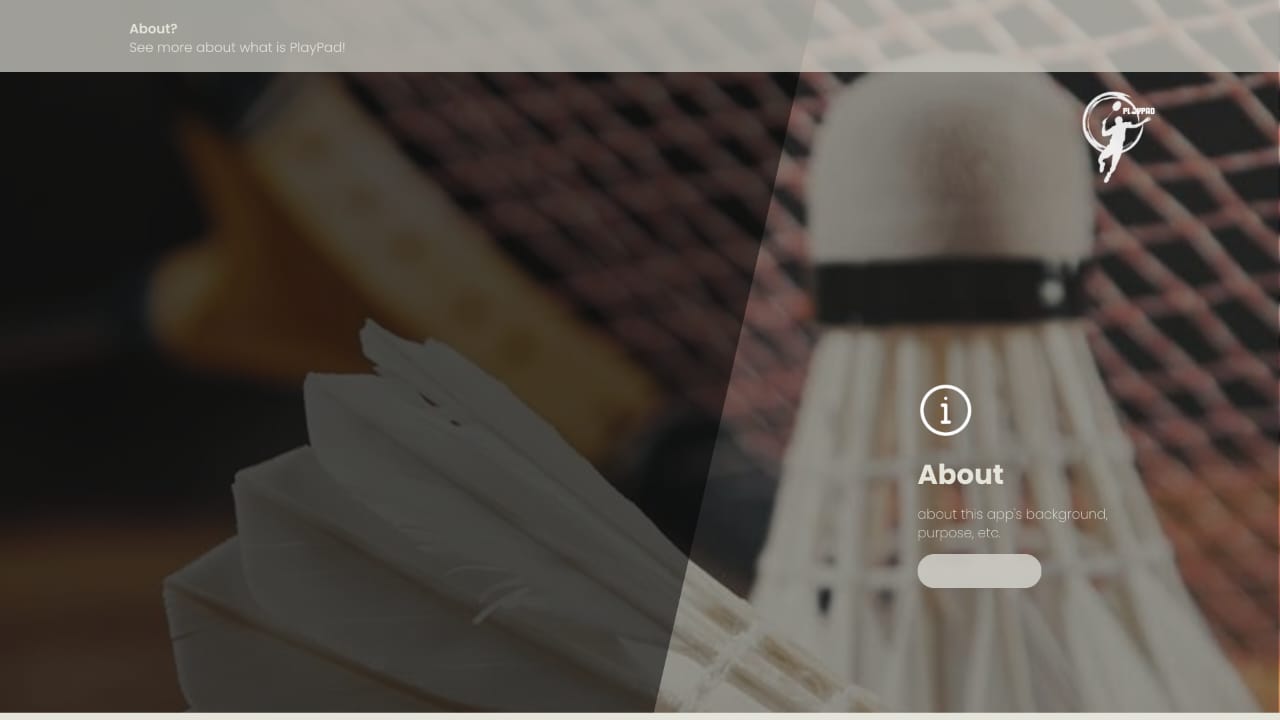 About?
See more about what is PlayPad!
PLAYPAD
i
About
about this app's background,
purpose, etc.